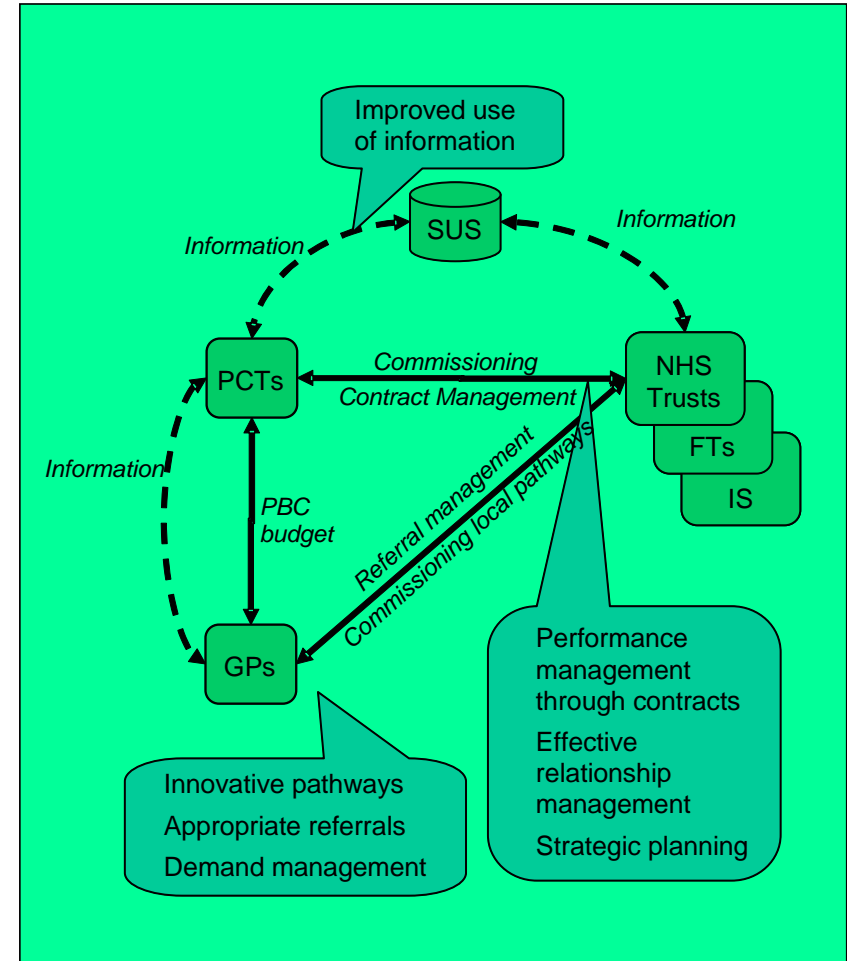 Improved use
of information
SUS
Information
Information
PCTs
Commissioning
Contract Management
NHS
Trusts
FTs
IS
Information
PBC
budget
Referral management
Commissioning local pathways
GPs
Performance
management
through contracts
Effective
relationship
management
Strategic planning
Innovative pathways
Appropriate referrals
Demand management